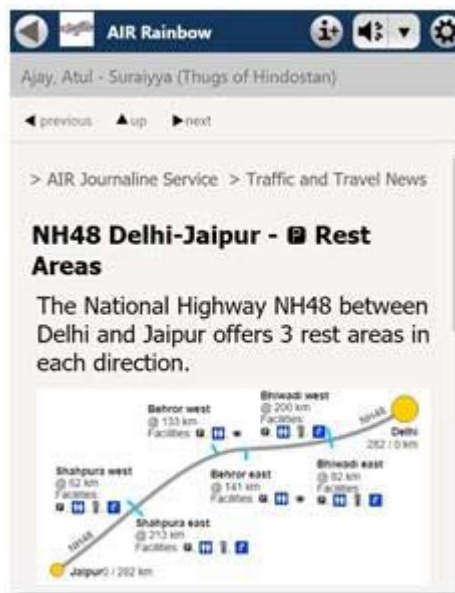 AIR Rainbow
Ajay, Atul - Suraiyya (Thugs of Hindostan)
previous up next
> AIR Journaline Service > Traffic and Travel News
NH48 Delhi-Jaipur - P Rest
Areas
The National Highway NH48 between
Delhi and Jaipur offers 3 rest areas in
each direction.
Bhiwadi west
@ 200 km
Facilities:
Behror west
@ 133 km
Facilities:
NH48
Delhi
282 / 0 km
Shahpura west
@ 62 km
Facilities:
Behror east
@ 141 km
Facilities:
Bhiwadi east
@ 82 km
Facilities:
Shahpura east
@ 213 km
Facilities:
NH48
Jaipur 0 / 282 km